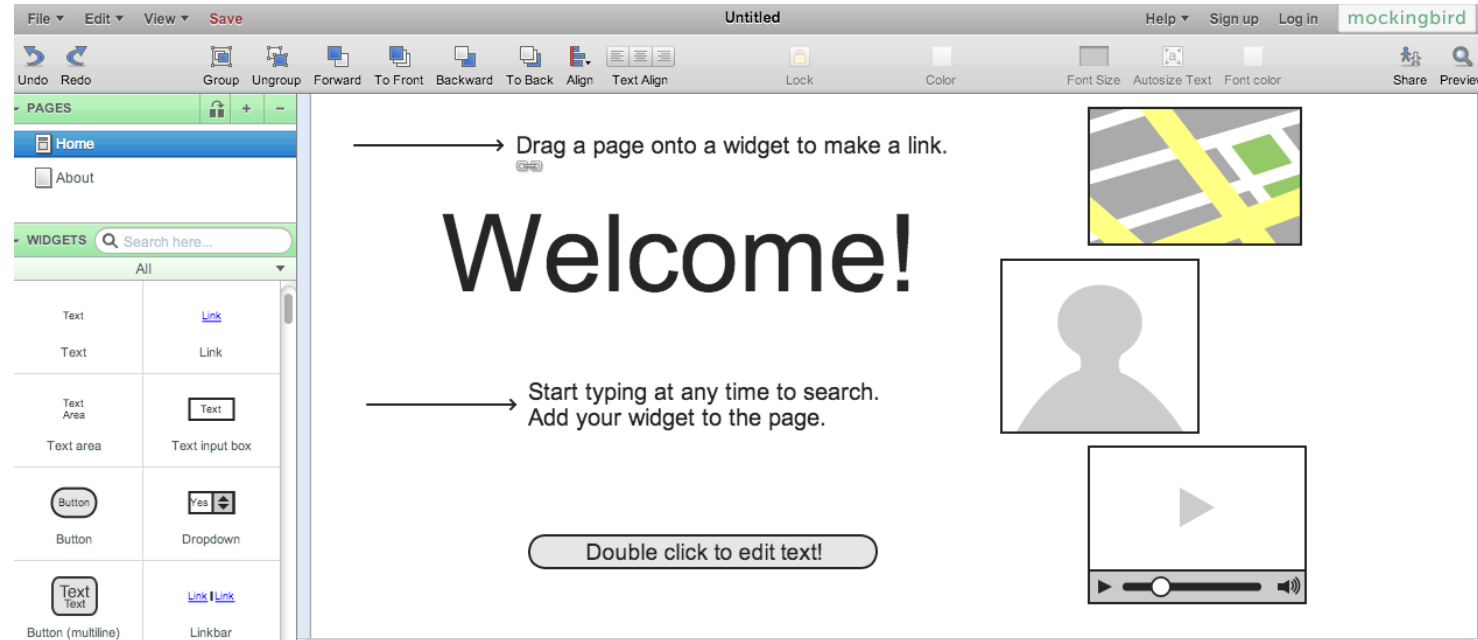 File ▾ Edit ▾ View ▾ Save Untitled Help ▾ Sign up Log in mockingbird
Undo Redo Group Ungroup Forward To Front Backward To Back Align Text Align Lock Color Font Size Autosize Text Font color Share Preview
PAGES + −
Home
About
WIDGETS Search here...
All
Text Link
Text Link
Text
Area
Text
Text area Text input box
Button Yes
Button Dropdown
Text
Text
Link Link
Button (multiline) Linkbar
Drag a page onto a widget to make a link.
Welcome!
Start typing at any time to search.
Add your widget to the page.
Double click to edit text!